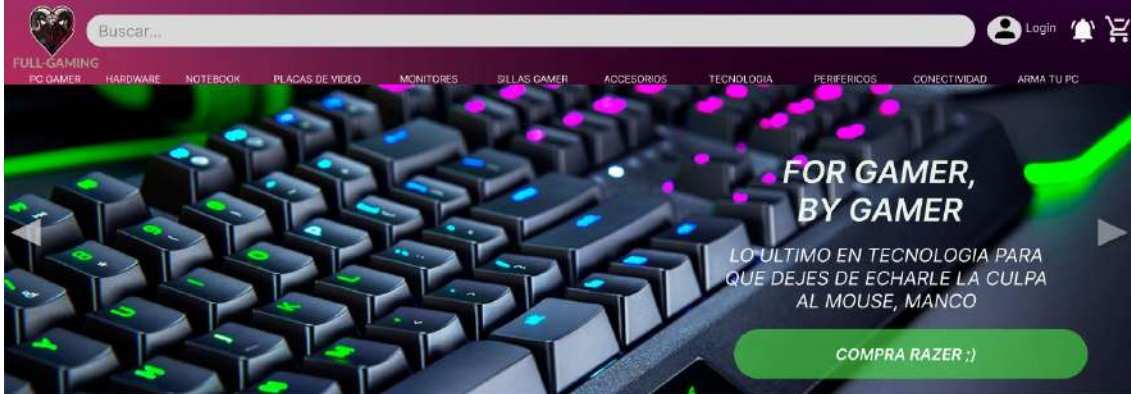 Buscar...
Login
FULL-GAMING
PC GAMER HARDWARE NOTEBOOK PLACAS DE VIDEO MONITORES SILLAS GAMER ACCESORIOS TECNOLOGIA PERIFERICOS CONECTIVIDAD ARMA TU PC
FOR GAMER,
BY GAMER
LO ULTIMO EN TECNOLOGIA PARA
QUE DEJES DE ECHARLE LA CULPA
AL MOUSE, MANCO
COMPRA RAZER ;)